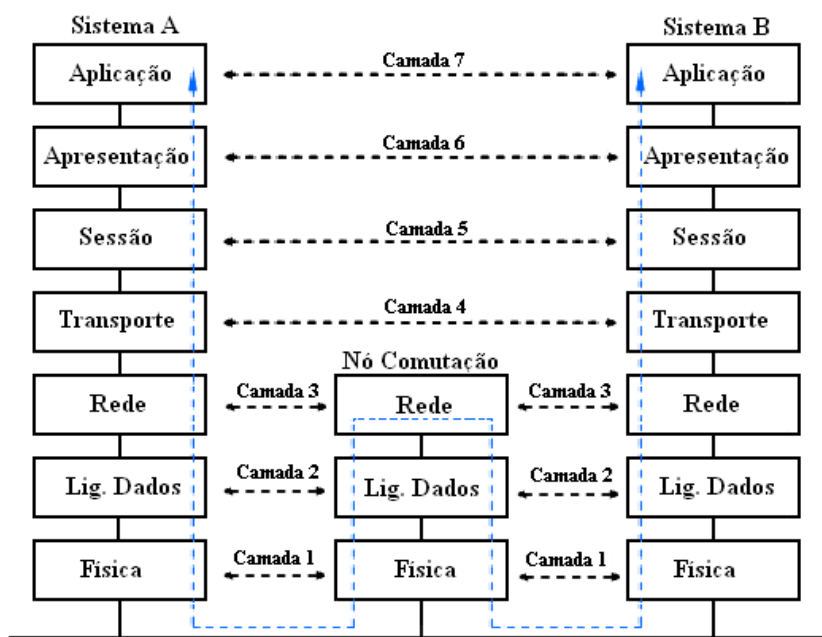 Sistema A
Sistema B
Aplicação
Camada 7
Aplicação
Apresentação
Camada 6
Apresentação
Sessão
Camada 5
Sessão
Transporte
Camada 4
Transporte
Nó Comutação
Rede
Camada 3
Rede
Camada 3
Rede
Lig. Dados
Camada 2
Lig. Dados
Camada 2
Lig. Dados
Física
Camada 1
Física
Camada 1
Física